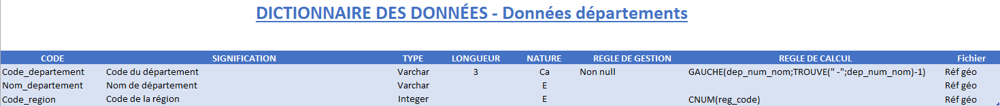 DICTIONNAIRE DES DONNÉES - Données départements
CODE SIGNIFICATION TYPE LONGUEUR NATURE REGLE DE GESTION REGLE DE CALCUL Fichier
Code_departement Code du département Varchar 3 Ca Non null GAUCHE(dep_num_nom;TROUVE(" -";dep_num_nom)-1) Réf géo
Nom_departement Nom de département Varchar E Réf géo
Code_region Code de la région Integer E CNUM(reg_code) Réf géo